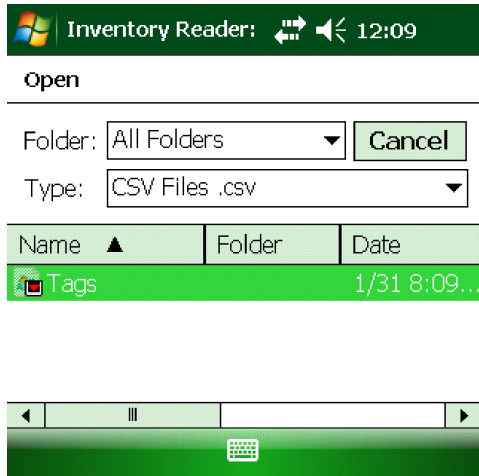 Inventory Reader: 12:09
Open
Folder: All Folders Cancel
Type: CSV Files .csv
Name Folder Date
Tags 1/31 8:09...